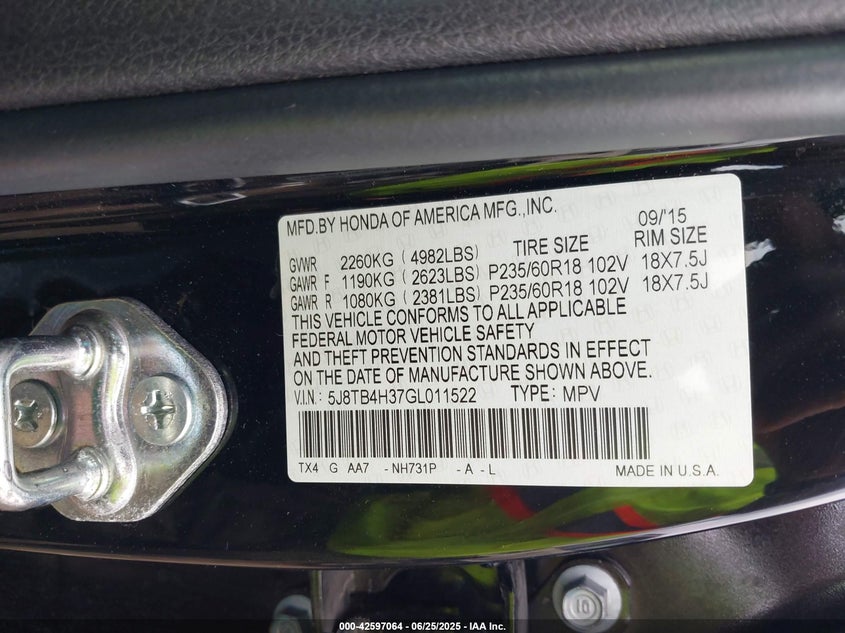 MFD.BY HONDA OF AMERICA MFG.,INC. 09/'15
GVWR 2260KG ( 4982LBS) TIRE SIZE RIM SIZE
GAWR F 1190KG ( 2623LBS) P235/60R18 102V 18X7.5J
GAWR R 1080KG ( 2381LBS) P235/60R18 102V 18X7.5J
THIS VEHICLE CONFORMS TO ALL APPLICABLE
FEDERAL MOTOR VEHICLE SAFETY
AND THEFT PREVENTION STANDARDS IN EFFECT
ON THE DATE OF MANUFACTURE SHOWN ABOVE.
V.I.N: 5J8TB4H37GL011522 TYPE: MPV
TX4 G AA7 - NH731P - A - L MADE IN U.S.A.
10
000-42597064 / 06/25/2025 - IAA Inc.